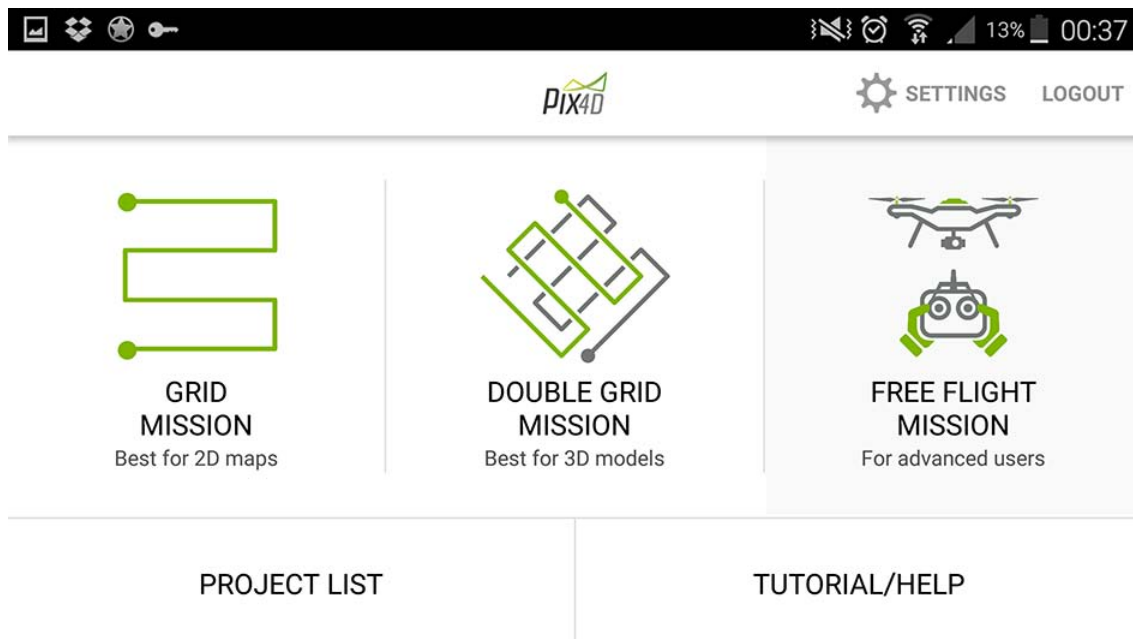 13% 00:37
PIX4D
SETTINGS LOGOUT
GRID
MISSION
Best for 2D maps
DOUBLE GRID
MISSION
Best for 3D models
FREE FLIGHT
MISSION
For advanced users
PROJECT LIST
TUTORIAL/HELP